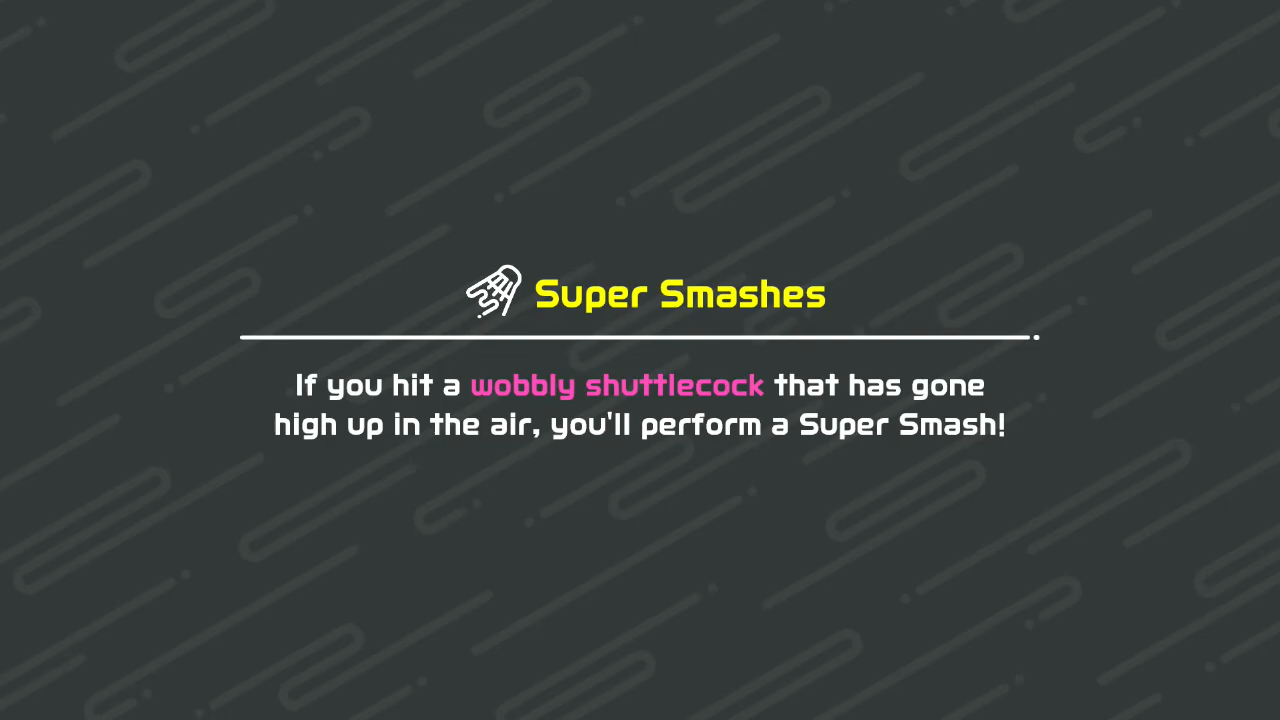 Super Smashes
If you hit a wobbly shuttlecock that has gone
high up in the air, you'll perform a Super Smash!